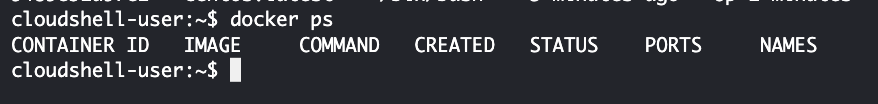 cloudshell-user:~$ docker ps
CONTAINER ID   IMAGE     COMMAND   CREATED   STATUS    PORTS     NAMES
cloudshell-user:~$